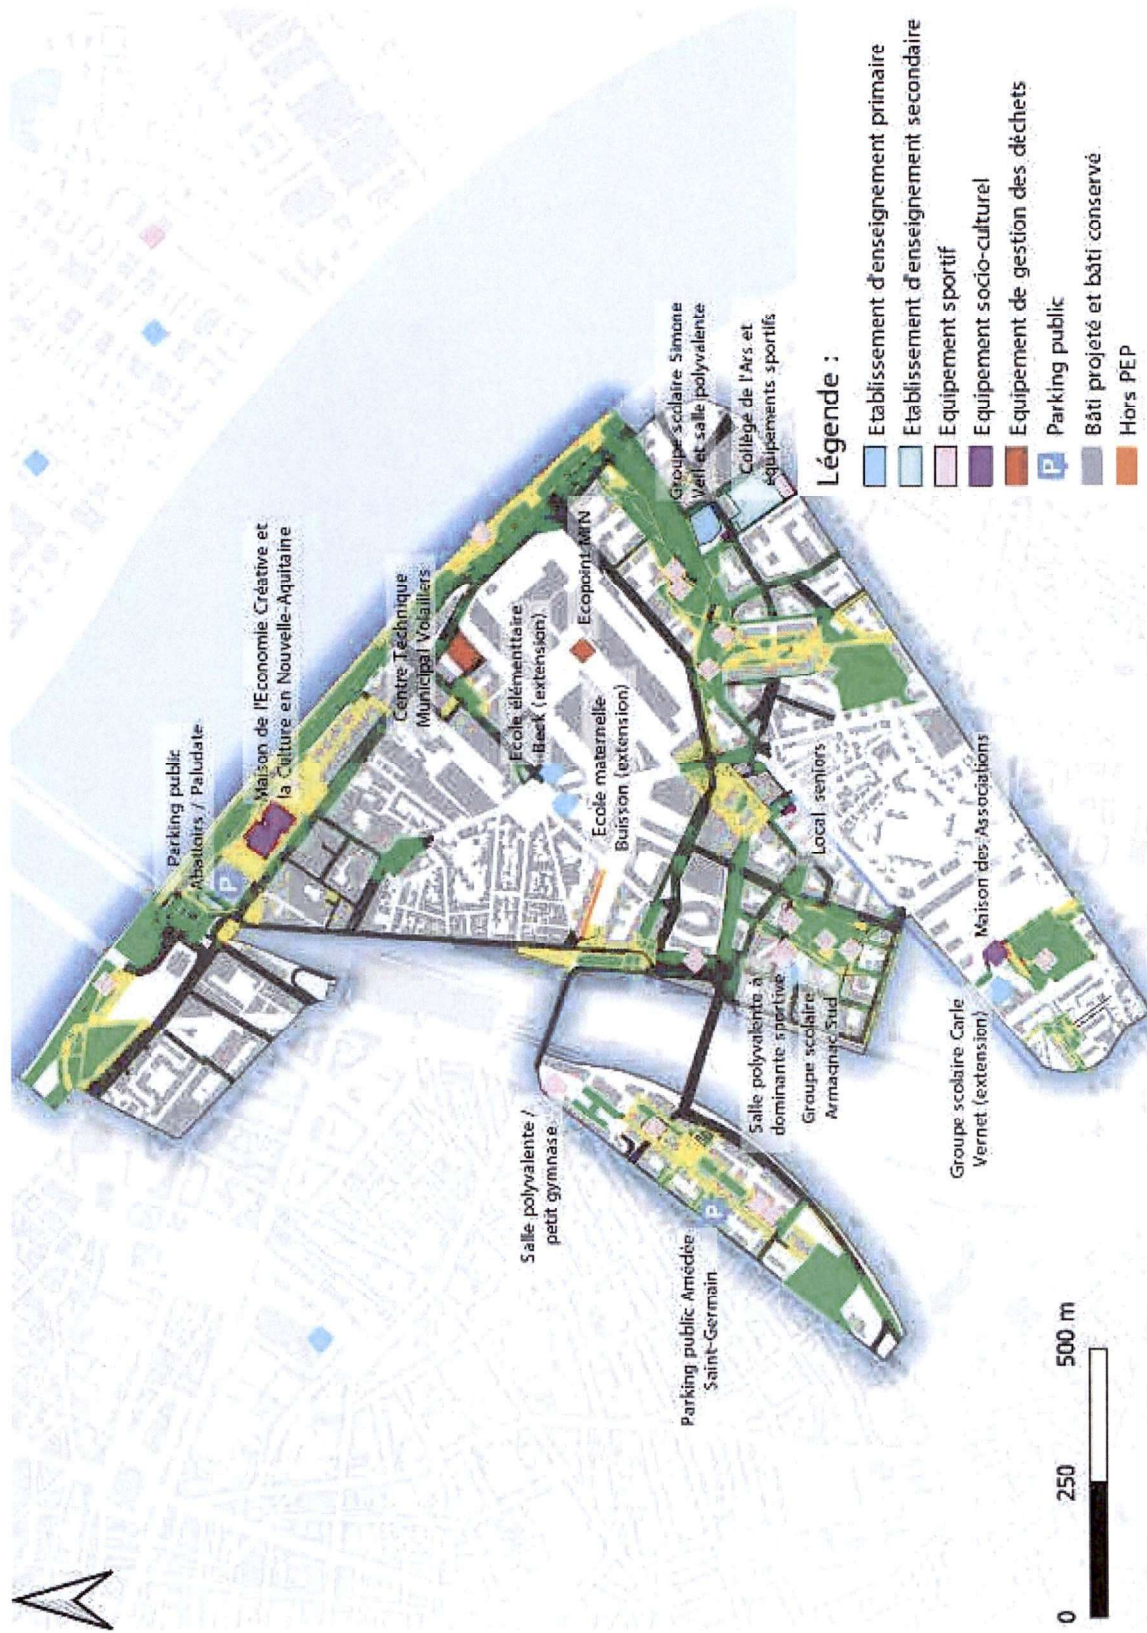 Parking public
Abattoirs / Paludate
Maison de l'Economie Créative et
la Culture en Nouvelle-Aquitaine
Centre Technique
Municipal Volaillers
Ecole élémentaire
Beck (extension)
Ecopoint MIN
Ecole maternelle
Buisson (extension)
Groupe scolaire Simone
Veil et salle polyvalente
Collège de l'Ars et
équipements sportifs
Salle polyvalente /
petit gymnase
Parking public Amédée
Saint-Germain
Salle polyvalente à
dominante sportive
Groupe scolaire
Armagnac Sud
Local seniors
Maison des Associations
Groupe scolaire Carle
Vernet (extension)
P
P
Légende :
Etablissement d'enseignement primaire
Etablissement d'enseignement secondaire
Equipement sportif
Equipement socio-culturel
Equipement de gestion des déchets
P Parking public
Bâti projeté et bâti conservé
Hors PEP
0 250 500 m